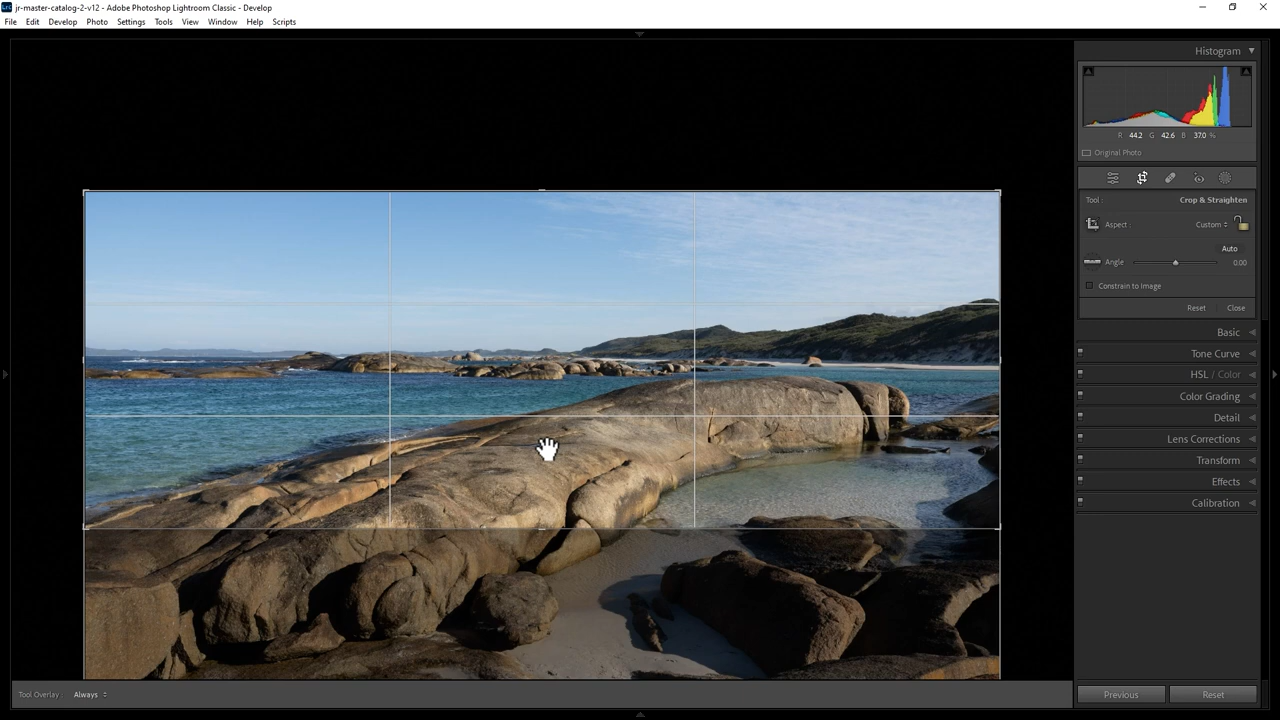 jr-master-catalog-2-v12 - Adobe Photoshop Lightroom Classic - Develop
File Edit Develop Photo Settings Tools View Window Help Scripts
Histogram
R 44.2 G 42.6 B 37.0 %
Original Photo
Tool : Crop & Straighten
Aspect : Custom
Auto
Angle 0.00
Constrain to Image
Reset Close
Basic
Tone Curve
HSL / Color
Color Grading
Detail
Lens Corrections
Transform
Effects
Calibration
Tool Overlay : Always
Previous Reset